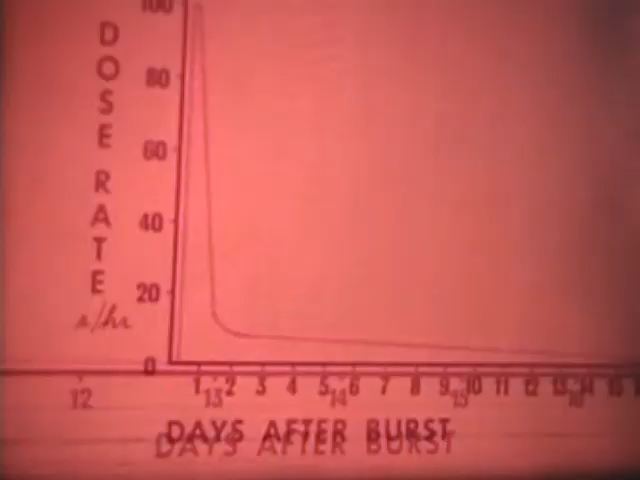 DOSE RATE
r/hr
100
80
60
40
20
0
1 2 3 4 5 6 7 8 9 10 11 12 13 14 15
12 13 14 15 16
DAYS AFTER BURST
DAYS AFTER BURST